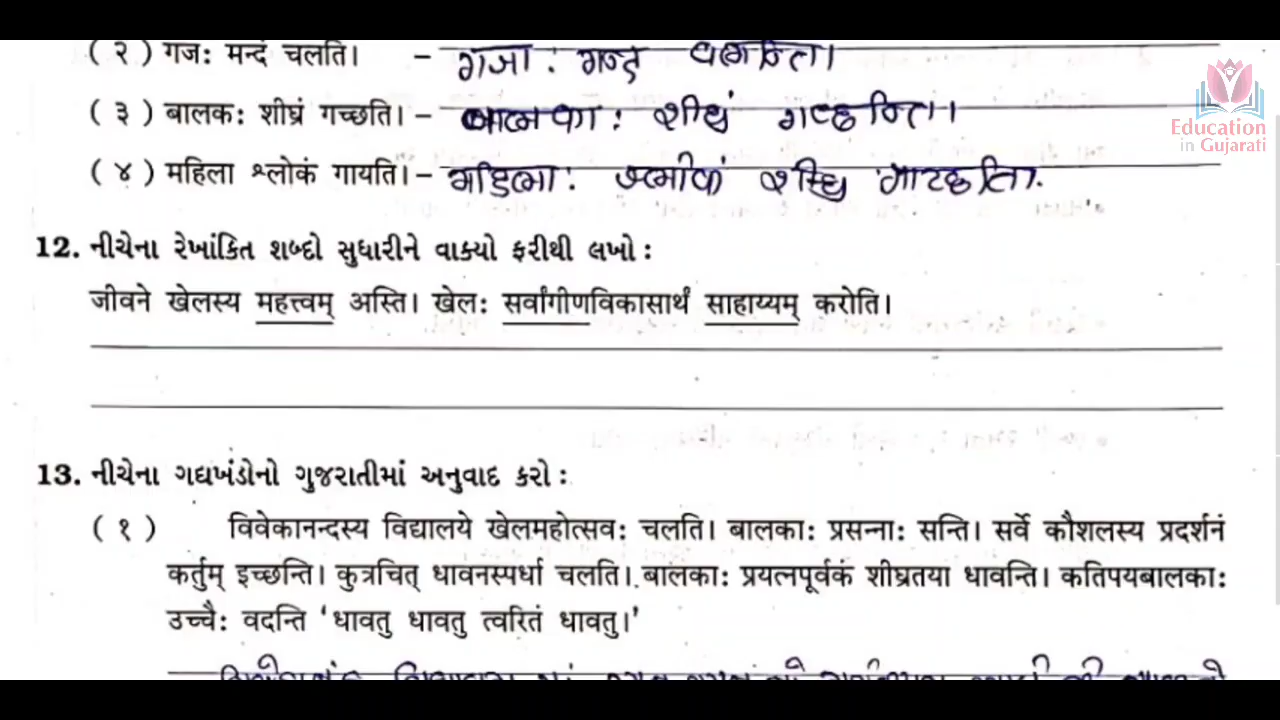 ( २ ) गजः मन्दं चलति। - गजाः मन्दं चलन्ति।
( ३ ) बालकः शीघ्रं गच्छति। - बालकाः शीघ्रं गच्छन्ति।
( ४ ) महिला श्लोकं गायति। -
Education
in Gujarati
12. નીચેના રેખાંકિત શબ્દો સુધારીને વાક્યો ફરીથી લખો :
जीवने खेलस्य महत्त्वम् अस्ति। खेलः सर्वांगीणविकासार्थं साहाय्यम् करोति।
13. નીચેના ગદ્યખંડોનો ગુજરાતીમાં અનુવાદ કરો :
( १ ) विवेकानन्दस्य विद्यालये खेलमहोत्सवः चलति। बालकाः प्रसन्नाः सन्ति। सर्वे कौशलस्य प्रदर्शनं
कर्तुम् इच्छन्ति। कुत्रचित् धावनस्पर्धा चलति। बालकाः प्रयत्नपूर्वकं शीघ्रतया धावन्ति। कतिपयबालकाः
उच्चैः वदन्ति 'धावतु धावतु त्वरितं धावतु।'